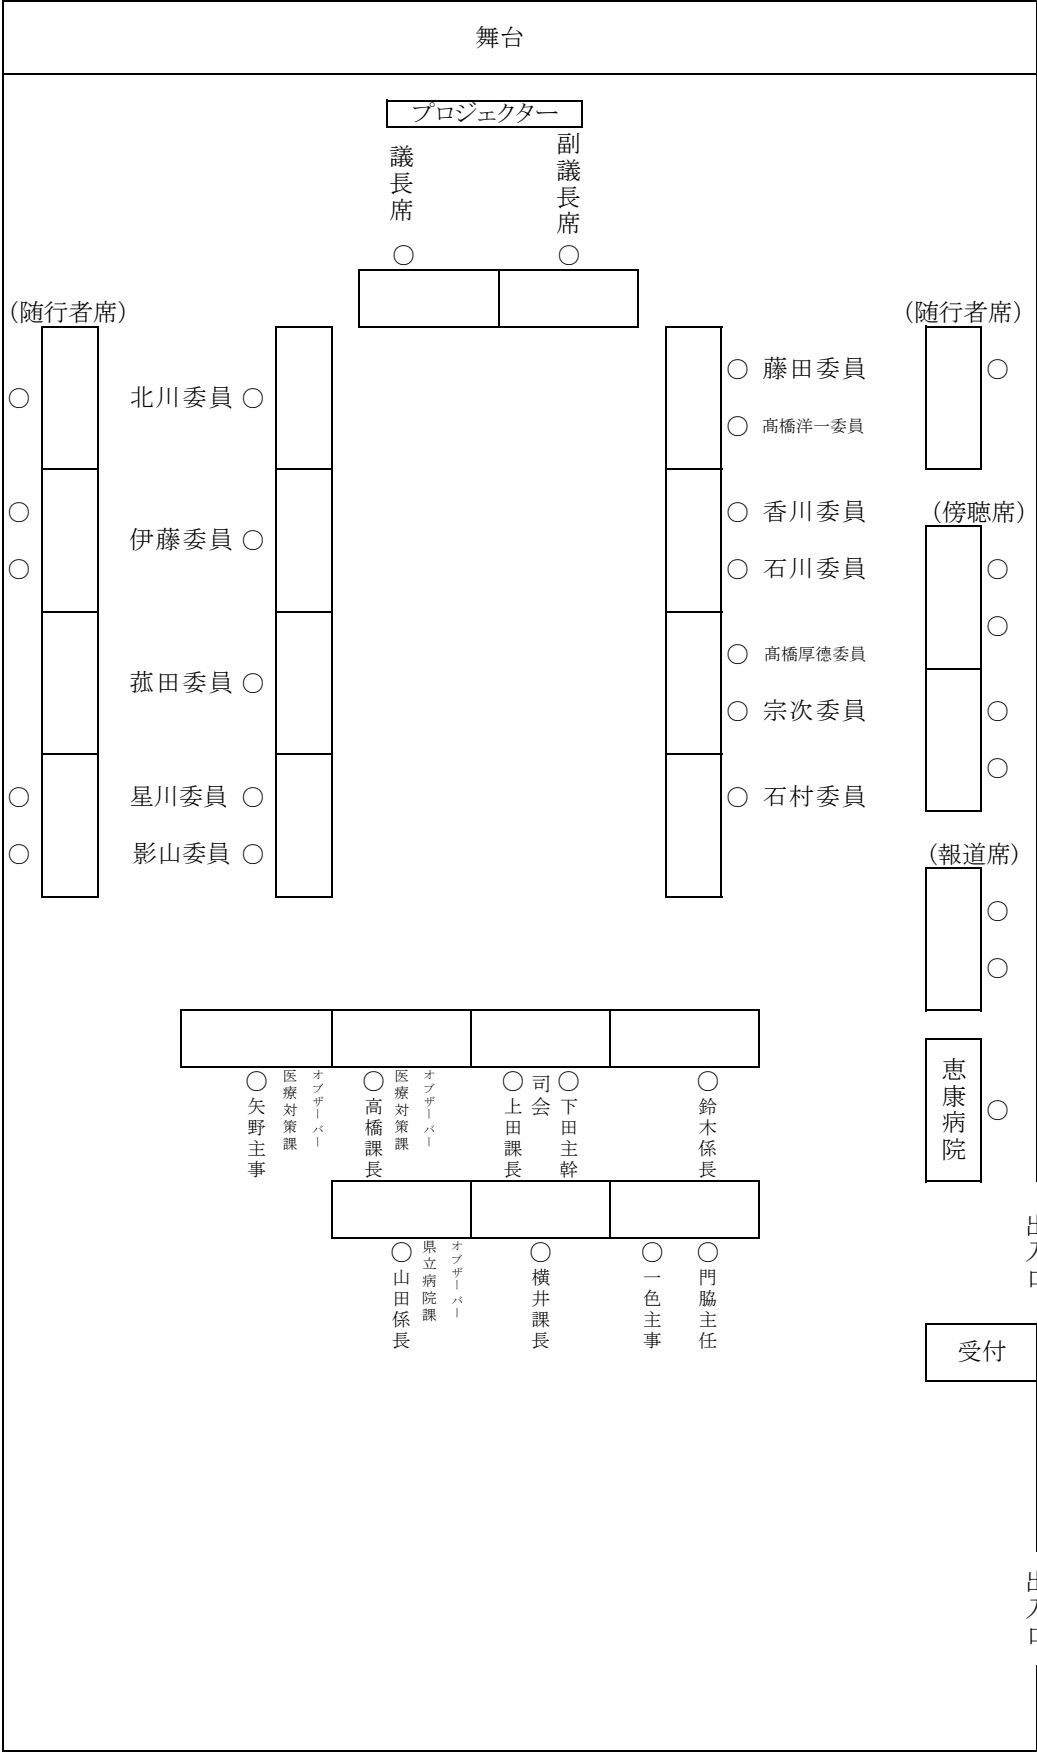 舞台
プロジェクター
議長席
副議長席
○
○
(随行者席)
(随行者席)
○
北川委員 ○
○ 藤田委員
○
○ 髙橋洋一委員
○
伊藤委員 ○
○ 香川委員
(傍聴席)
○
○ 石川委員
○
○
菰田委員 ○
○ 髙橋厚德委員
○ 宗次委員
○
○
○
星川委員 ○
○ 石村委員
○
影山委員 ○
(報道席)
○
○
恵康病院
○
○矢野主事
医療対策課
オブザーバー
○高橋課長
医療対策課
オブザーバー
○上田課長
司会
○下田主幹
○鈴木係長
○山田係長
県立病院課
オブザーバー
○横井課長
○一色主事
○門脇主任
出入口
受付
出入口